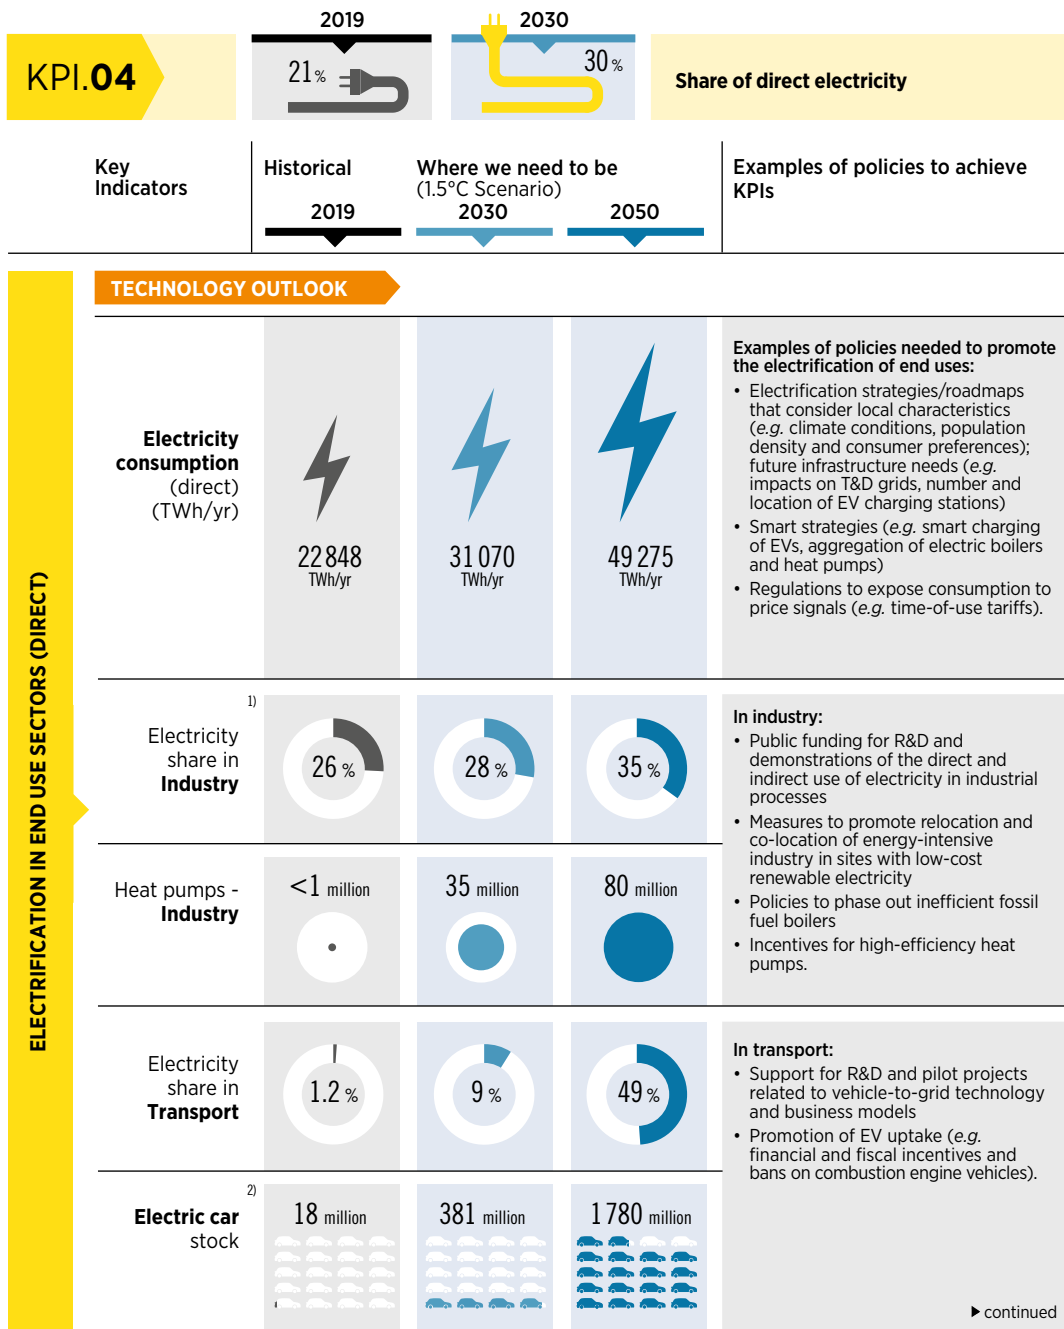 2019
2030
KPI.04
21 %
30 %
Share of direct electricity
Key
Indicators
Historical
Where we need to be
(1.5°C Scenario)
Examples of policies to achieve
KPIs
2019
2030
2050
ELECTRIFICATION IN END USE SECTORS (DIRECT)
TECHNOLOGY OUTLOOK
Electricity
consumption
(direct)
(TWh/yr)
22 848
TWh/yr
31 070
TWh/yr
49 275
TWh/yr
Examples of policies needed to promote
the electrification of end uses:
• Electrification strategies/roadmaps
that consider local characteristics
(e.g. climate conditions, population
density and consumer preferences);
future infrastructure needs (e.g.
impacts on T&D grids, number and
location of EV charging stations)
• Smart strategies (e.g. smart charging
of EVs, aggregation of electric boilers
and heat pumps)
• Regulations to expose consumption to
price signals (e.g. time-of-use tariffs).
1)
Electricity
share in
Industry
26 %
28 %
35 %
In industry:
• Public funding for R&D and
demonstrations of the direct and
indirect use of electricity in industrial
processes
• Measures to promote relocation and
co-location of energy-intensive
industry in sites with low-cost
renewable electricity
• Policies to phase out inefficient fossil
fuel boilers
• Incentives for high-efficiency heat
pumps.
Heat pumps -
Industry
<1 million
35 million
80 million
Electricity
share in
Transport
1.2 %
9 %
49 %
In transport:
• Support for R&D and pilot projects
related to vehicle-to-grid technology
and business models
• Promotion of EV uptake (e.g.
financial and fiscal incentives and
bans on combustion engine vehicles).
2)
Electric car
stock
18 million
381 million
1 780 million
▶ continued